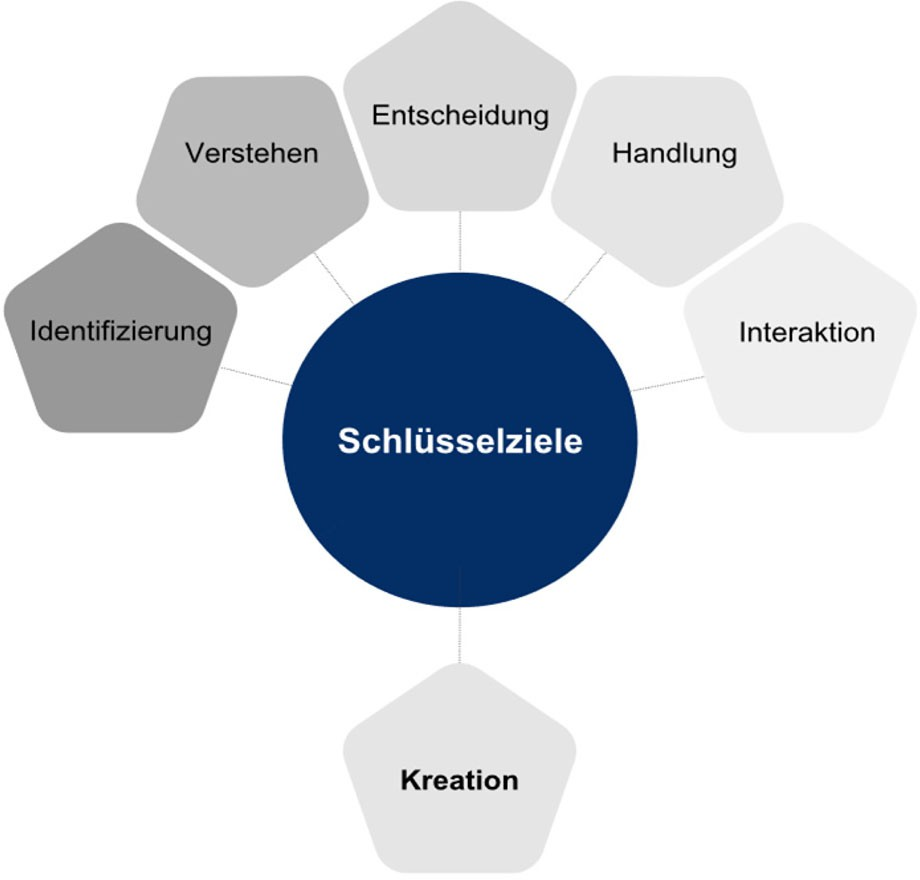 Entscheidung
Verstehen
Handlung
Identifizierung
Interaktion
Schlüsselziele
Kreation